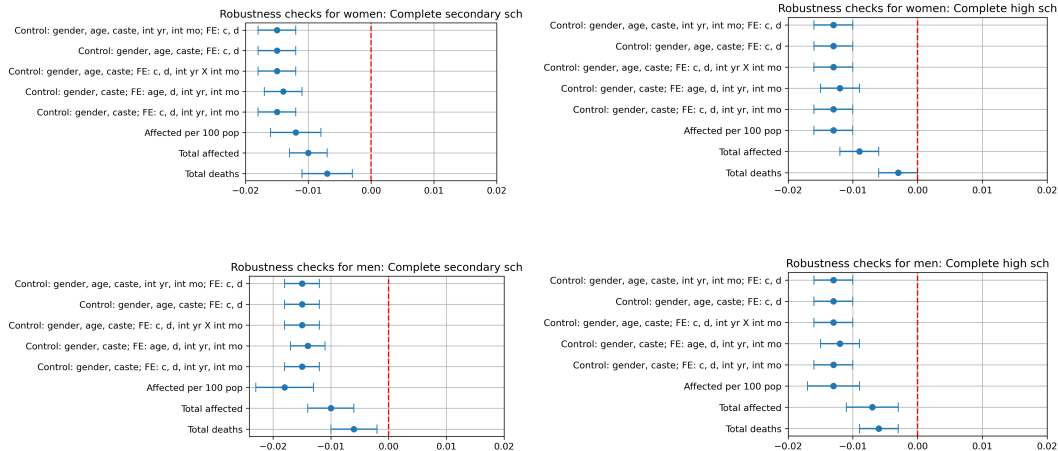 Robustness checks for women: Complete secondary sch
Control: gender, age, caste, int yr, int mo; FE: c, d
Control: gender, age, caste; FE: c, d
Control: gender, age, caste; FE: c, d, int yr X int mo
Control: gender, caste; FE: age, d, int yr, int mo
Control: gender, caste; FE: c, d, int yr, int mo
Affected per 100 pop
Total affected
Total deaths
−0.02 −0.01 0.00 0.01 0.02
Robustness checks for women: Complete high sch
Control: gender, age, caste, int yr, int mo; FE: c, d
Control: gender, age, caste; FE: c, d
Control: gender, age, caste; FE: c, d, int yr X int mo
Control: gender, caste; FE: age, d, int yr, int mo
Control: gender, caste; FE: c, d, int yr, int mo
Affected per 100 pop
Total affected
Total deaths
−0.02 −0.01 0.00 0.01 0.02
Robustness checks for men: Complete secondary sch
Control: gender, age, caste, int yr, int mo; FE: c, d
Control: gender, age, caste; FE: c, d
Control: gender, age, caste; FE: c, d, int yr X int mo
Control: gender, caste; FE: age, d, int yr, int mo
Control: gender, caste; FE: c, d, int yr, int mo
Affected per 100 pop
Total affected
Total deaths
−0.02 −0.01 0.00 0.01 0.02
Robustness checks for men: Complete high sch
Control: gender, age, caste, int yr, int mo; FE: c, d
Control: gender, age, caste; FE: c, d
Control: gender, age, caste; FE: c, d, int yr X int mo
Control: gender, caste; FE: age, d, int yr, int mo
Control: gender, caste; FE: c, d, int yr, int mo
Affected per 100 pop
Total affected
Total deaths
−0.02 −0.01 0.00 0.01 0.02